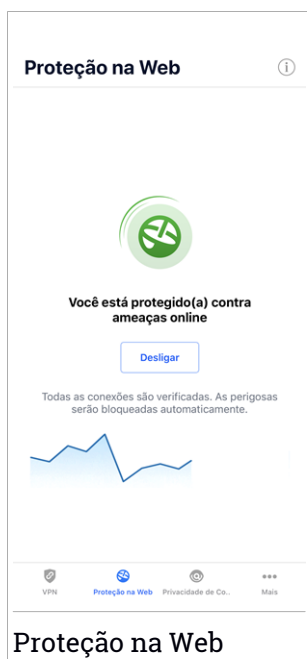 Proteção na Web
Você está protegido(a) contra
ameaças online
Desligar
Todas as conexões são verificadas. As perigosas
serão bloqueadas automaticamente.
VPN
Proteção na Web
Privacidade de Co..
Mais
Proteção na Web